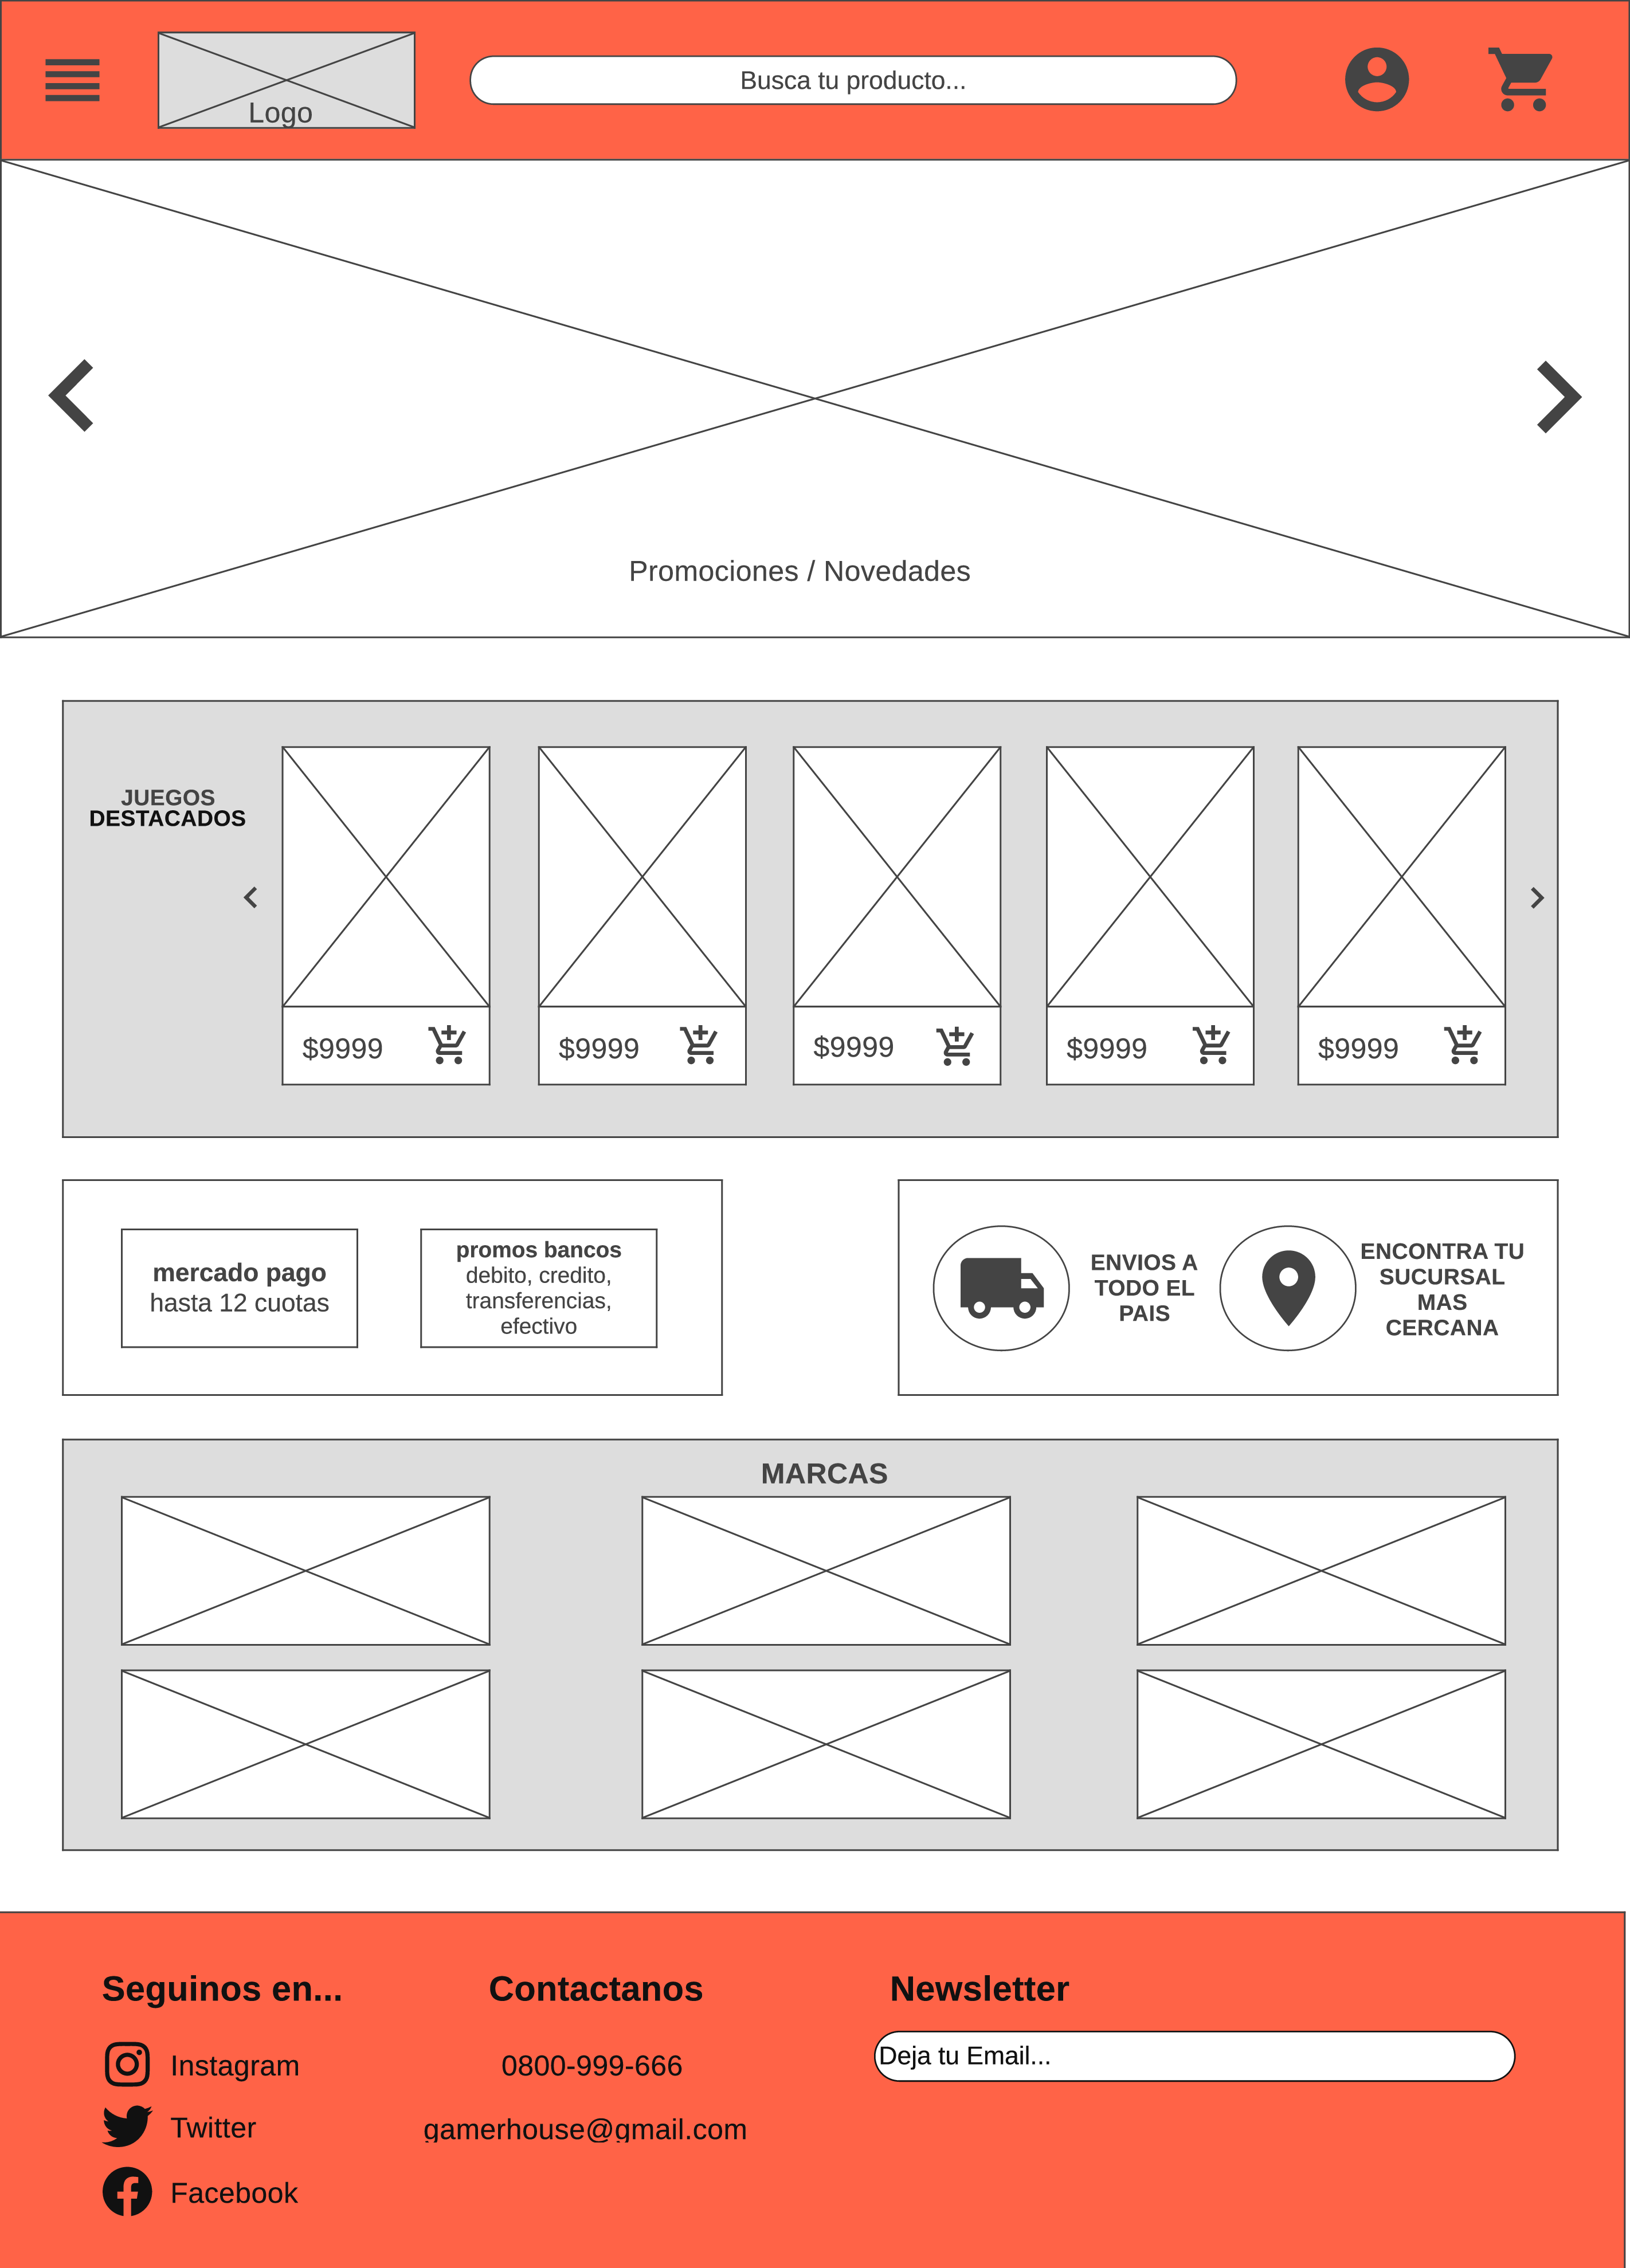 Logo
Busca tu producto...
Promociones / Novedades
JUEGOS
DESTACADOS
$9999
$9999
$9999
$9999
$9999
mercado pago
hasta 12 cuotas
promos bancos
debito, credito,
transferencias,
efectivo
ENVIOS A
TODO EL
PAIS
ENCONTRA TU
SUCURSAL
MAS
CERCANA
MARCAS
Seguinos en...
Instagram
Twitter
Facebook
Contactanos
0800-999-666
gamerhouse@gmail.com
Newsletter
Deja tu Email...